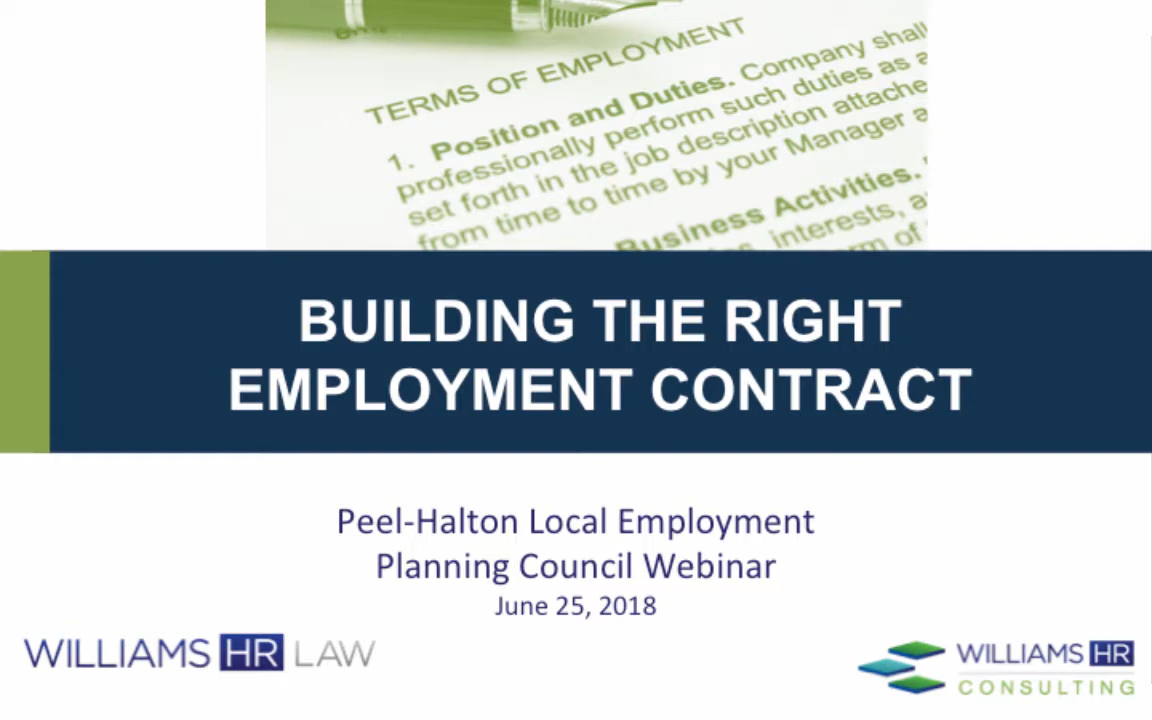 TERMS OF EMPLOYMENT
1. Position and Duties. Company shall
professionally perform such duties as a
set forth in the job description attache
from time to time by your Manager a
Business Activities.
interests, a
of
BUILDING THE RIGHT
EMPLOYMENT CONTRACT
Peel-Halton Local Employment
Planning Council Webinar
June 25, 2018
WILLIAMS HR LAW
WILLIAMS HR
CONSULTING